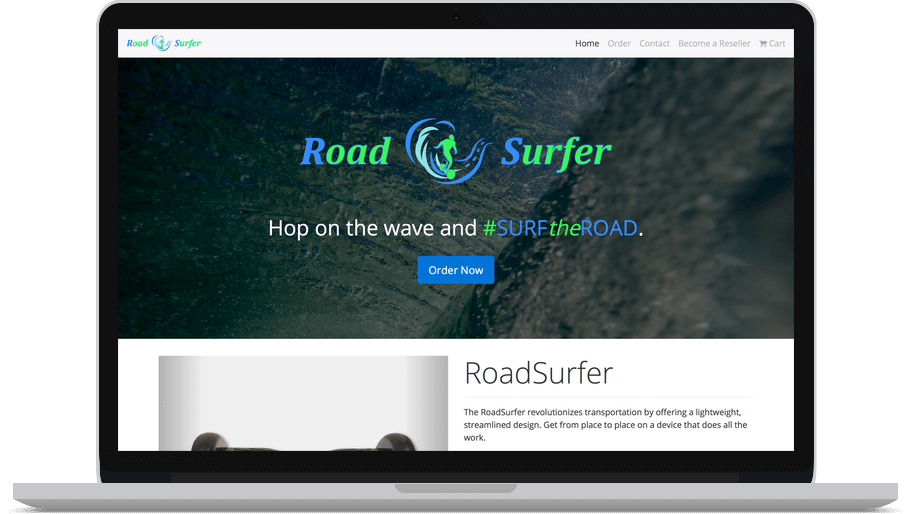 Road Surfer
Home Order Contact Become a Reseller Cart
Road Surfer
Hop on the wave and #SURFtheROAD.
Order Now
RoadSurfer
The RoadSurfer revolutionizes transportation by offering a lightweight,
streamlined design. Get from place to place on a device that does all the
work.